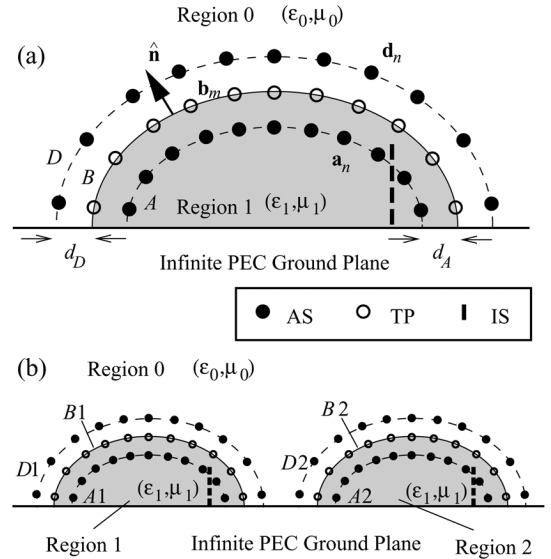 Region 0 (ε₀,μ₀)
(a)
n̂
dₙ
bₘ
D
B
aₙ
A
Region 1 (ε₁,μ₁)
d_D
d_A
Infinite PEC Ground Plane
AS TP IS
(b)
Region 0 (ε₀,μ₀)
B1
B2
D1
D2
A1 (ε₁,μ₁)
A2 (ε₁,μ₁)
Region 1
Infinite PEC Ground Plane
Region 2